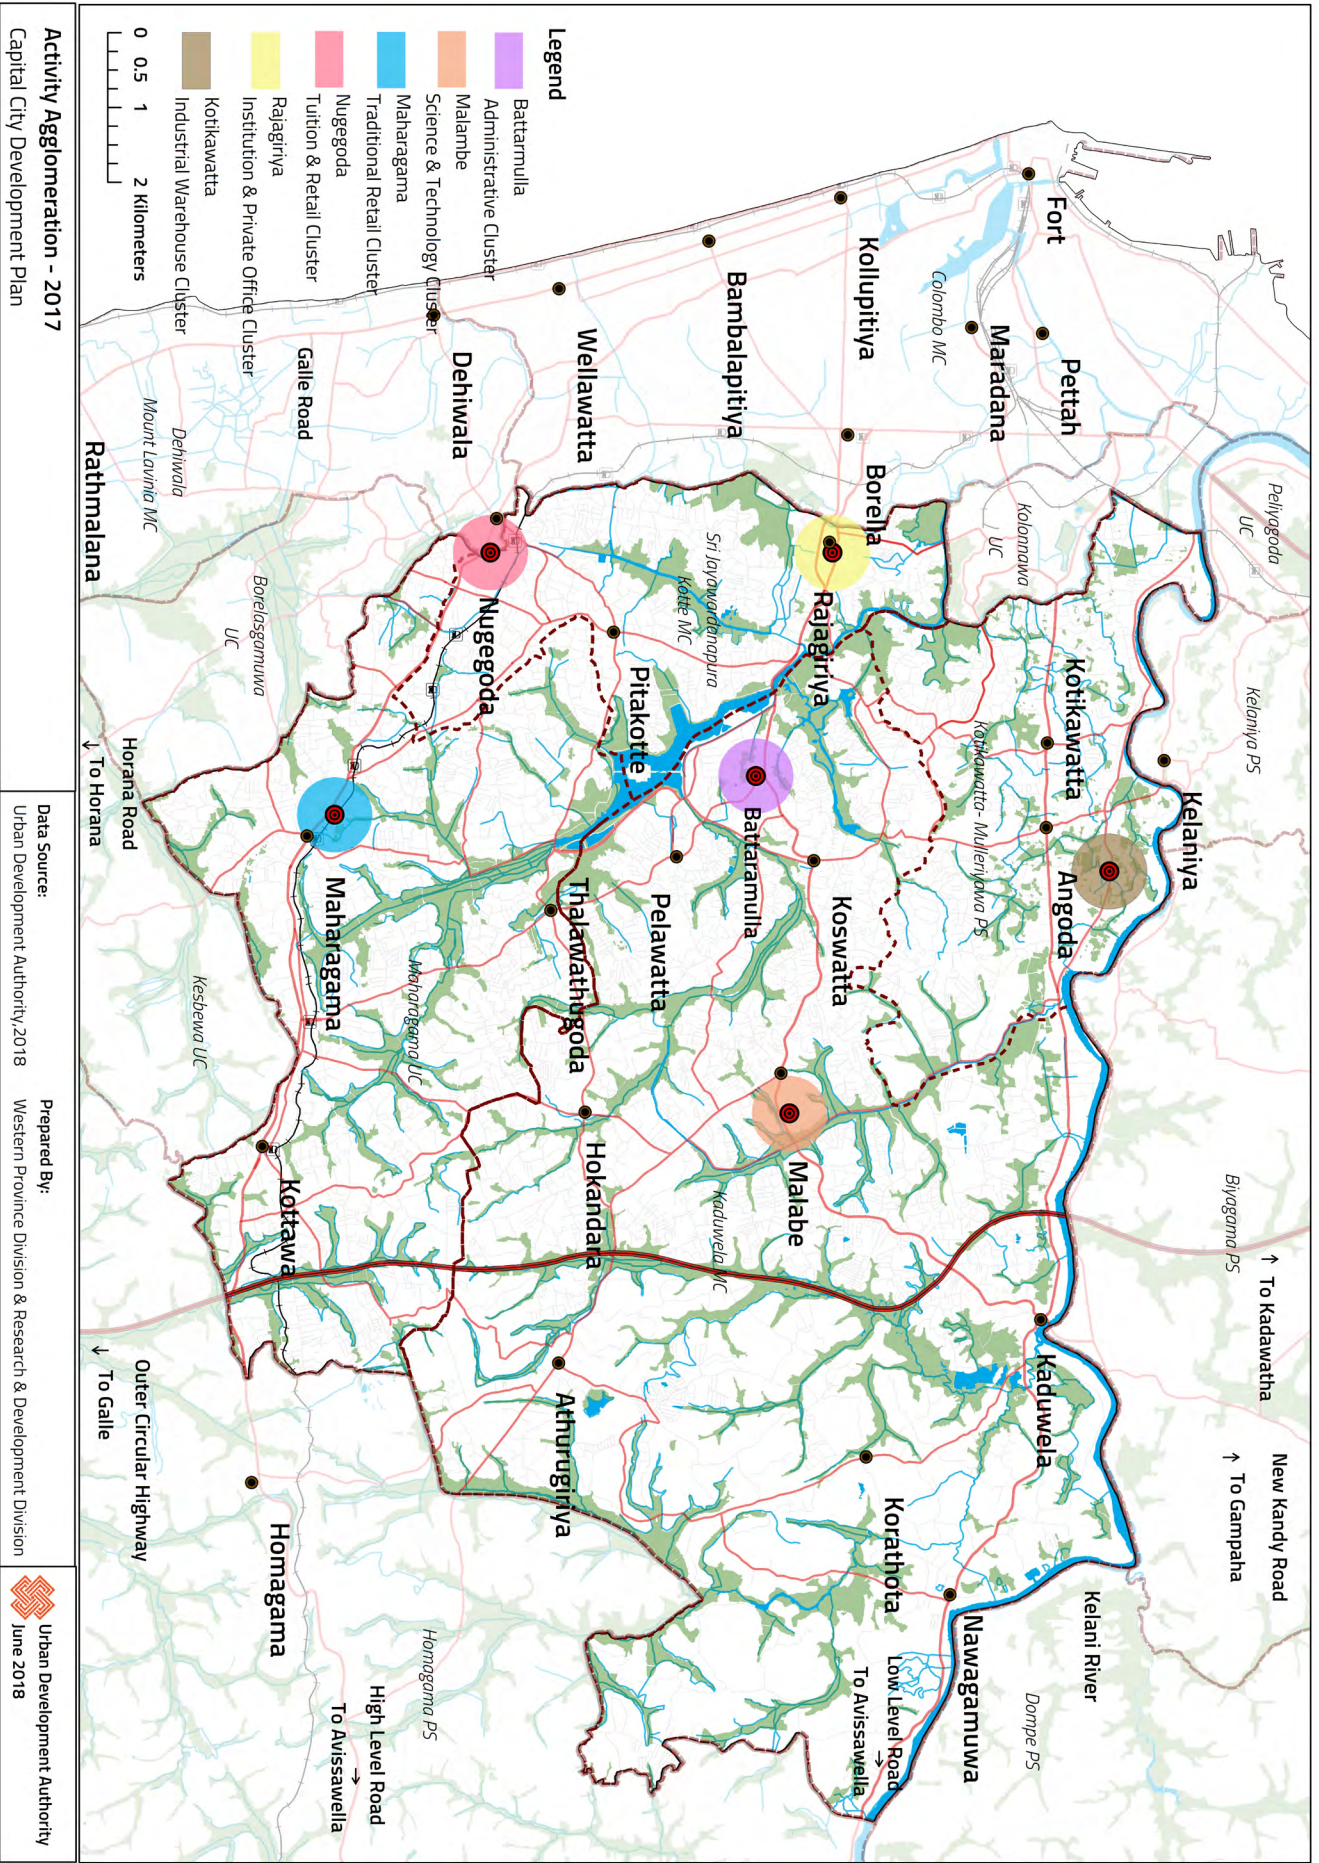 Fort
Pettah
Kollupitiya
Colombo MC
Maradana
Bambalapitiya
Wellawatta
Dehiwala
Borella
Peliyagoda
UC
Kolonnawa
UC
Galle Road
Dehiwala
Mount Lavinia MC
Rathmalana
Borelasgamuwa
UC
Sri Jayawardanapura
Kotte MC
Rajagiriya
Nugegoda
Pitakotte
Kotikawatta
Kotikawatta- Mulleriyawa PS
Kelaniya PS
Kelaniya
Angoda
Battaramulla
Koswatta
Pelawatta
Thalawathugoda
Maharagama
Maharagama UC
Kesbewa UC
Horana Road
↓ To Horana
Hokandara
Malabe
Kaduwela MC
Biyagama PS
↑ To Kadawatha
Kottawa
Kaduwela
New Kandy Road
↑ To Gampaha
Outer Circular Highway
↓ To Galle
Athurugiriya
Korathota
Homagama
Homagama PS
Kelani River
Nawagamuwa
Dompe PS
Low Level Road
To Avissawella →
High Level Road
To Avissawella →
Legend
Battarmulla
Administrative Cluster
Malambe
Science & Technology Cluster
Maharagama
Traditional Retail Cluster
Nugegoda
Tuition & Retail Cluster
Rajagiriya
Institution & Private Office Cluster
Kotikawatta
Industrial Warehouse Cluster
0 0.5 1 2 Kilometers
Activity Agglomeration - 2017
Capital City Development Plan
Data Source:
Urban Development Authority,2018
Prepared By:
Western Province Division & Research & Development Division
Urban Development Authority
June 2018